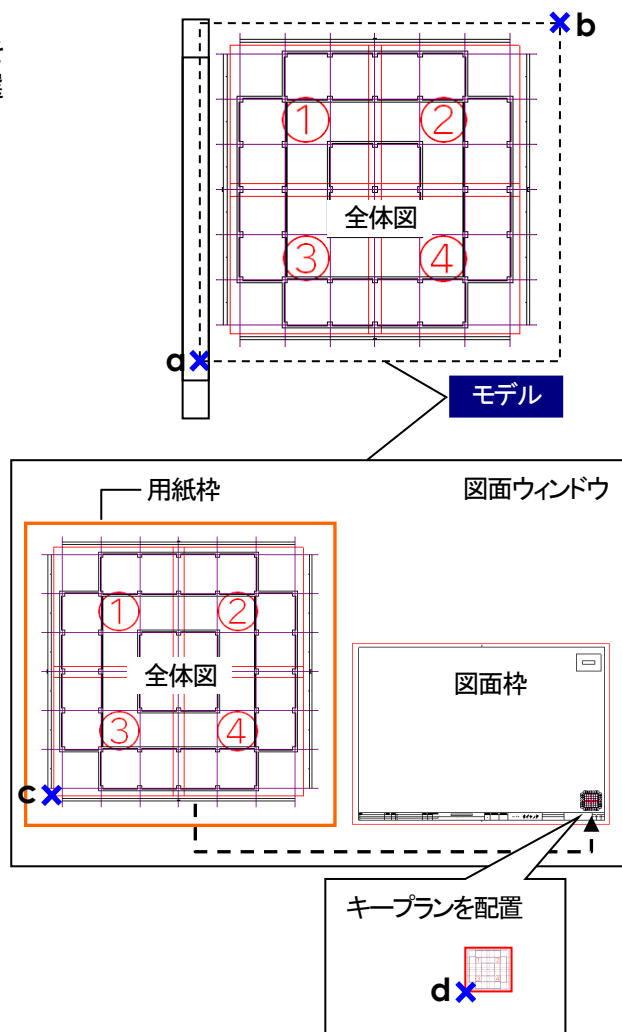 b
① ②
全体図
③ ④
a
モデル
用紙枠 図面ウィンドウ
① ②
全体図
図面枠
③ ④
c
キープランを配置
d